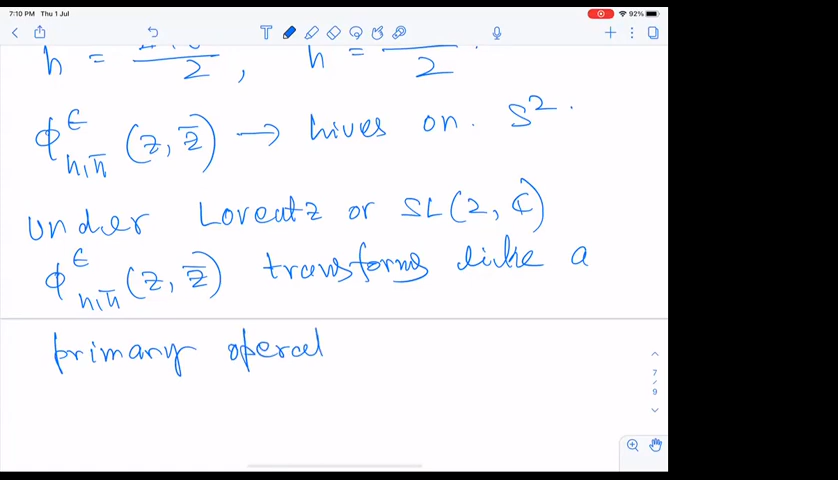 7:10 PM Thu 1 Jul
92%
h = 2, h = 2
ϕ^ϵ_{h,h̄} (z, z̄) → lives on. S².
Under Lorentz or SL(2, ℂ)
ϕ^ϵ_{h,h̄} (z, z̄) transforms like a
primary operat
7
9